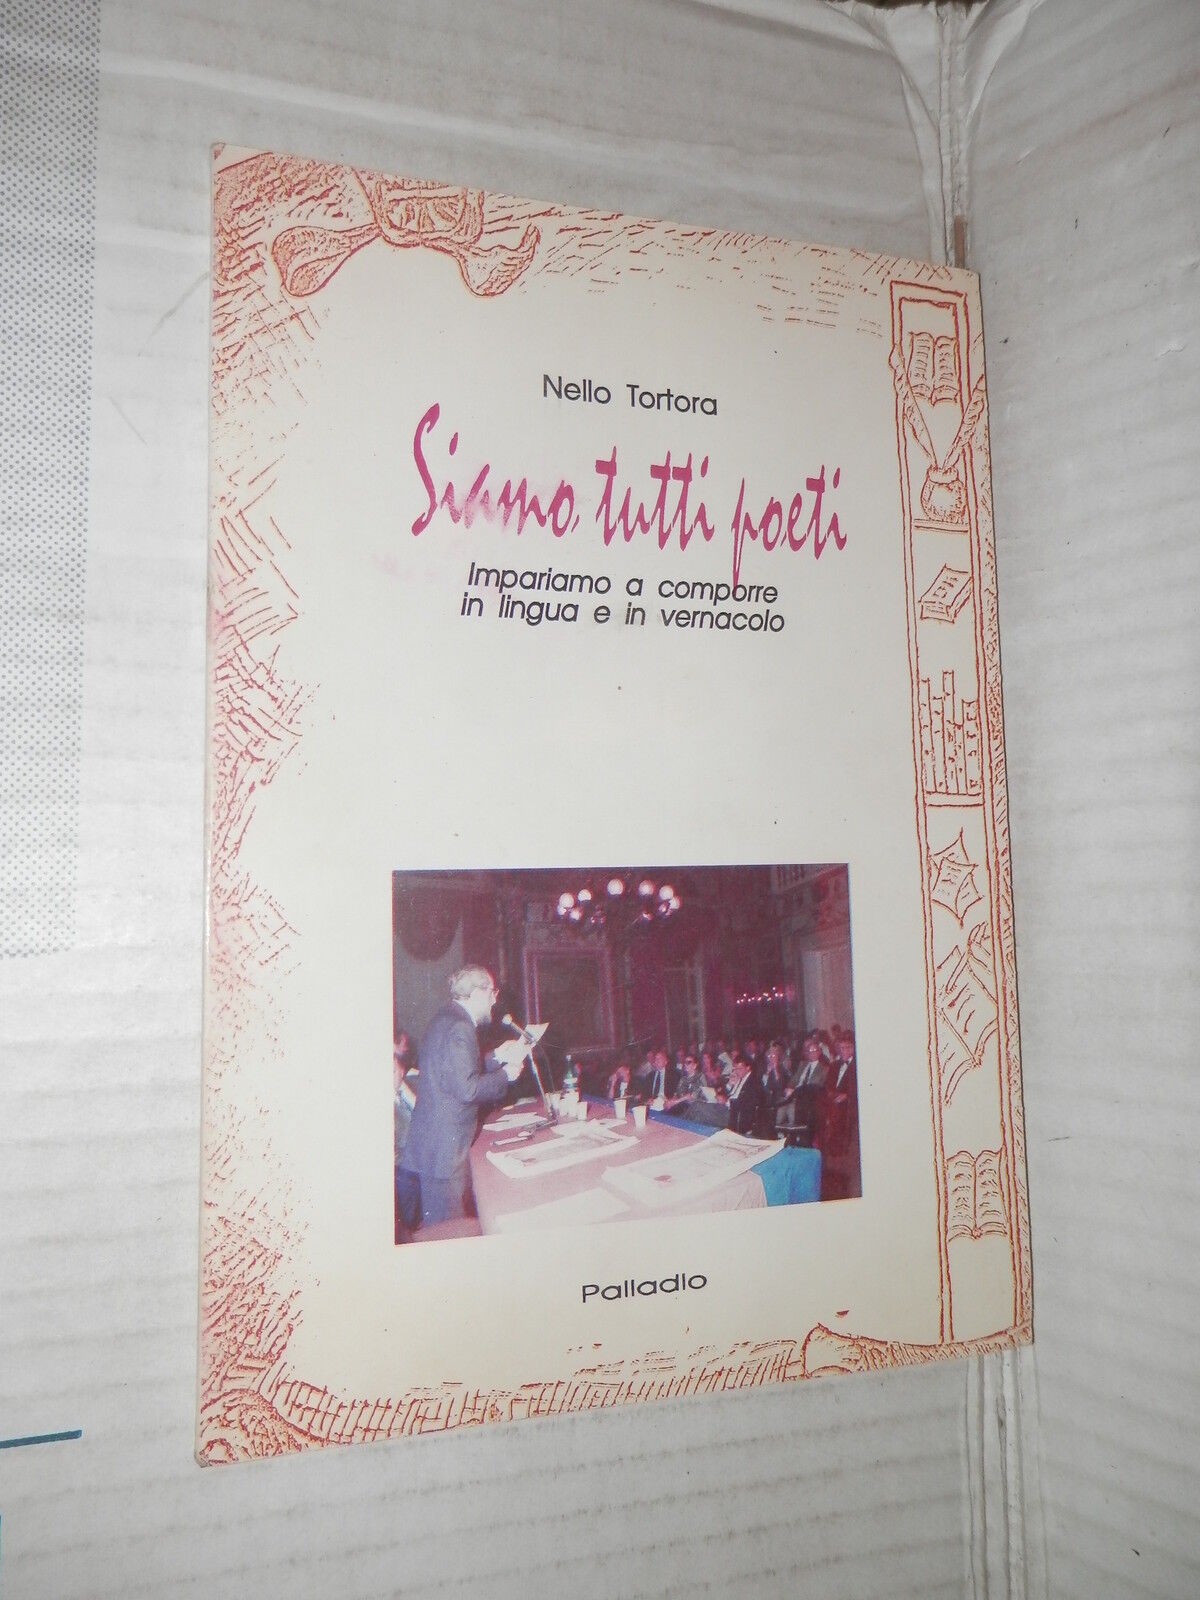 Nello Tortora
Siamo tutti poeti
Impariamo a comporre
in lingua e in vernacolo
Palladio